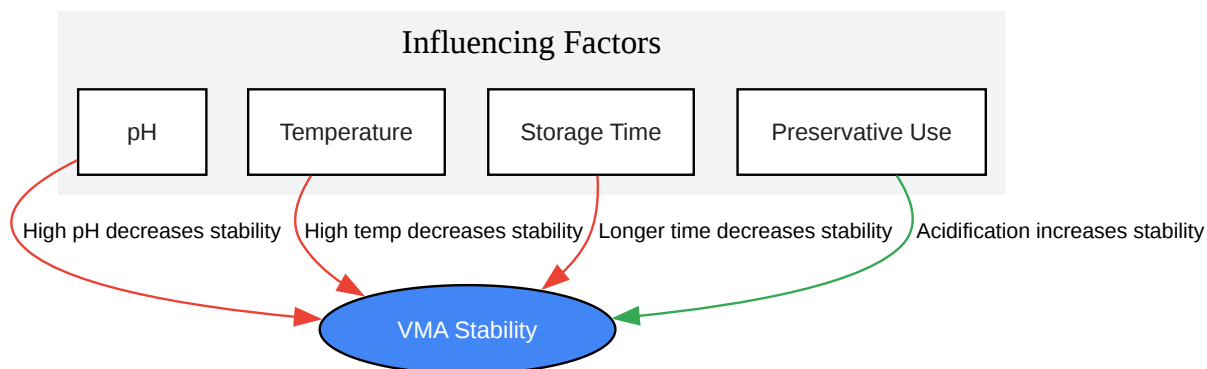 Influencing Factors
pH
Temperature
Storage Time
Preservative Use
High pH decreases stability
High temp decreases stability
Longer time decreases stability
Acidification increases stability
VMA Stability